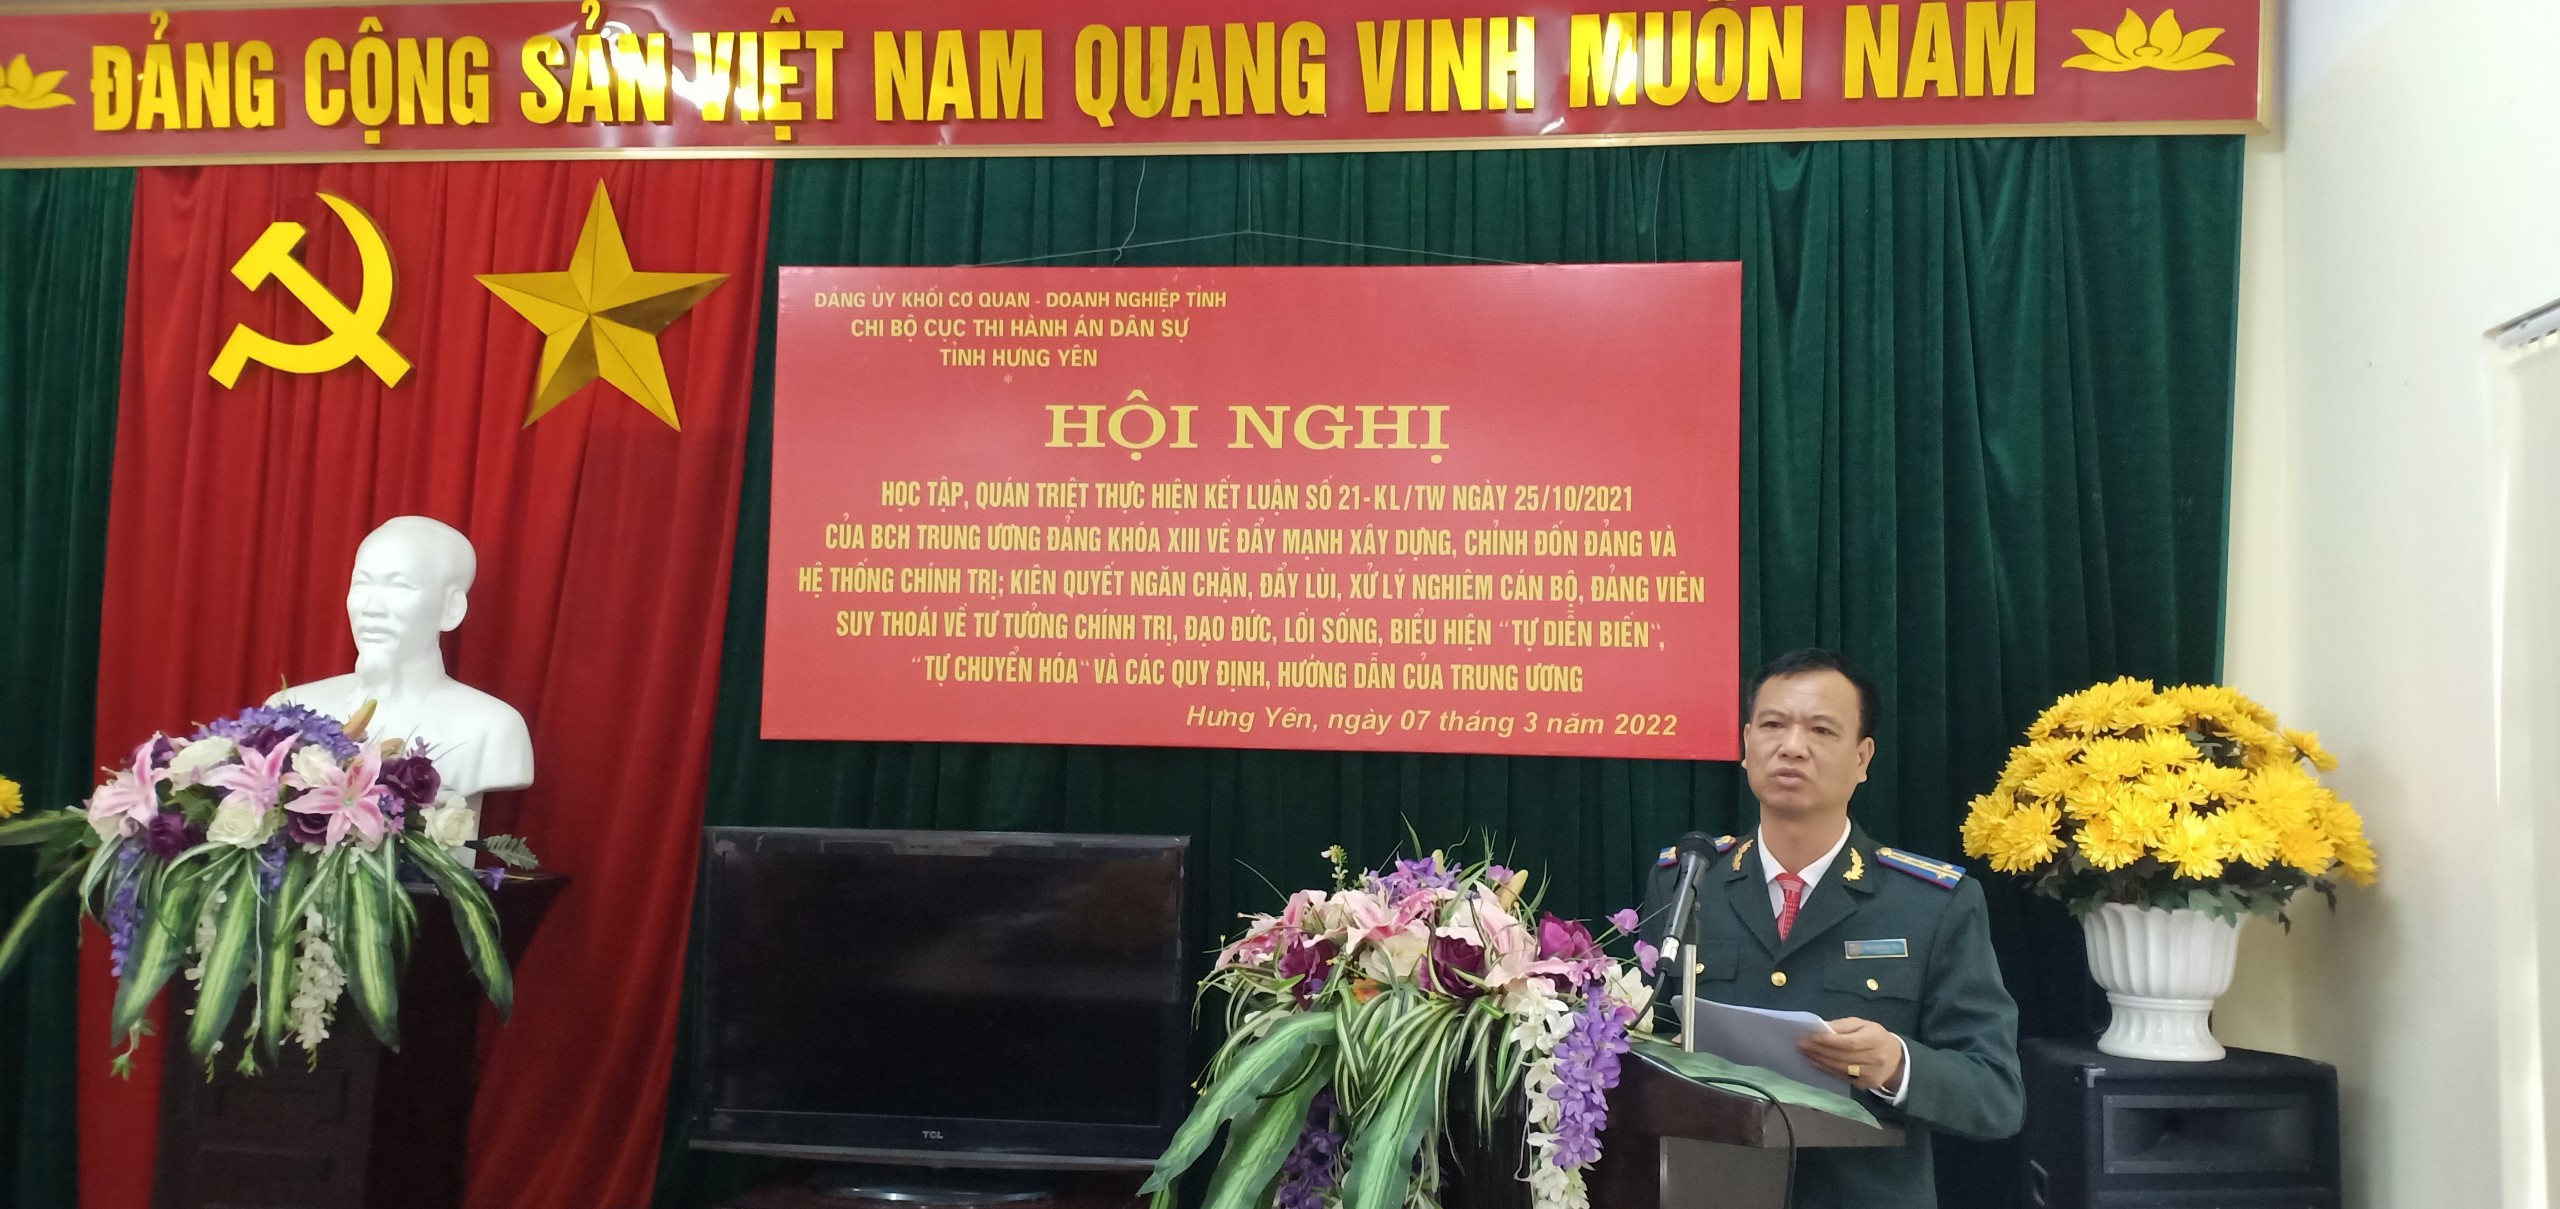 ĐẢNG CỘNG SẢN VIỆT NAM QUANG VINH MUÔN NĂM
ĐẢNG ỦY KHỐI CƠ QUAN - DOANH NGHIỆP TỈNH
CHI BỘ CỤC THI HÀNH ÁN DÂN SỰ
TỈNH HƯNG YÊN
*
HỘI NGHỊ
HỌC TẬP, QUÁN TRIỆT THỰC HIỆN KẾT LUẬN SỐ 21-KL/TW NGÀY 25/10/2021
CỦA BCH TRUNG ƯƠNG ĐẢNG KHÓA XIII VỀ ĐẨY MẠNH XÂY DỰNG, CHỈNH ĐỐN ĐẢNG VÀ
HỆ THỐNG CHÍNH TRỊ; KIÊN QUYẾT NGĂN CHẶN, ĐẨY LÙI, XỬ LÝ NGHIÊM CÁN BỘ, ĐẢNG VIÊN
SUY THOÁI VỀ TƯ TƯỞNG CHÍNH TRỊ, ĐẠO ĐỨC, LỐI SỐNG, BIỂU HIỆN "TỰ DIỄN BIẾN",
"TỰ CHUYỂN HÓA" VÀ CÁC QUY ĐỊNH, HƯỚNG DẪN CỦA TRUNG ƯƠNG
Hưng Yên, ngày 07 tháng 3 năm 2022
TCL